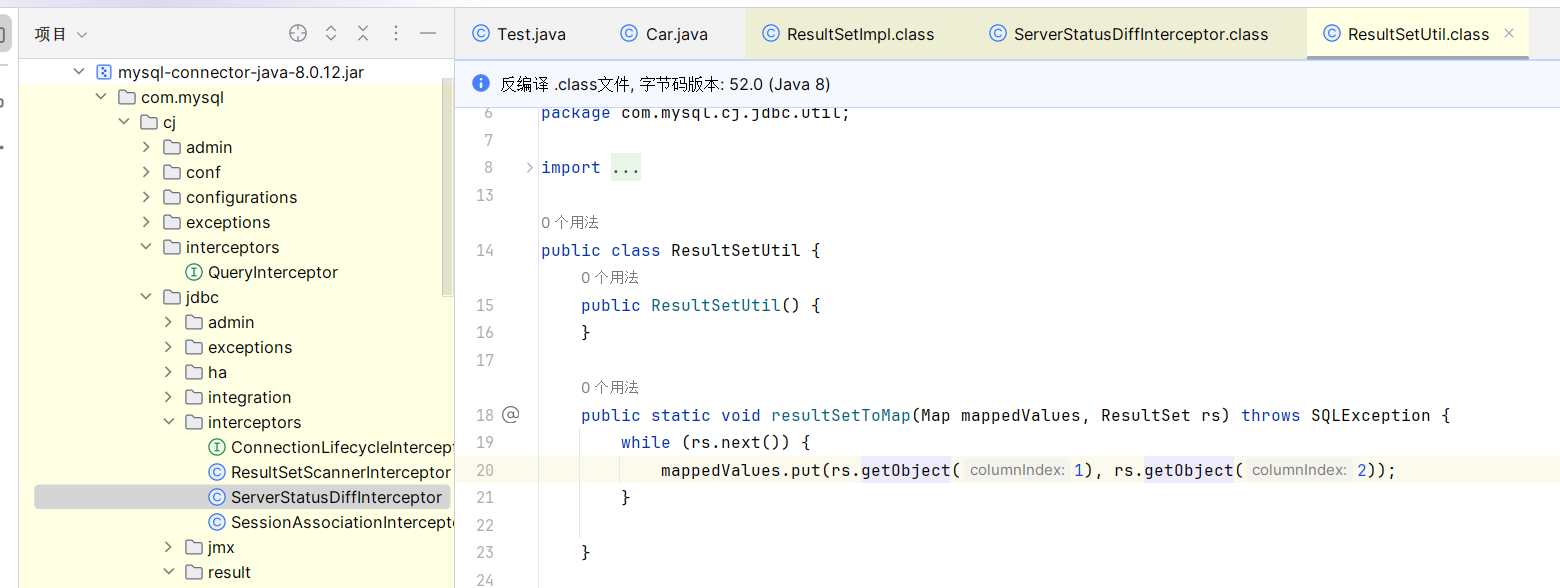 项目
mysql-connector-java-8.0.12.jar
com.mysql
cj
admin
conf
configurations
exceptions
interceptors
QueryInterceptor
jdbc
admin
exceptions
ha
integration
interceptors
ConnectionLifecycleIntercept
ResultSetScannerInterceptor
ServerStatusDiffInterceptor
SessionAssociationIntercept
jmx
result
Test.java Car.java ResultSetImpl.class ServerStatusDiffInterceptor.class ResultSetUtil.class
反编译 .class文件, 字节码版本: 52.0 (Java 8)
6 package com.mysql.cj.jdbc.util;
7
8 import ...
13
0 个用法
14 public class ResultSetUtil {
0 个用法
15 public ResultSetUtil() {
16 }
17
0 个用法
18 @ public static void resultSetToMap(Map mappedValues, ResultSet rs) throws SQLException {
19 while (rs.next()) {
20 mappedValues.put(rs.getObject( columnIndex: 1), rs.getObject( columnIndex: 2));
21 }
22
23 }
24